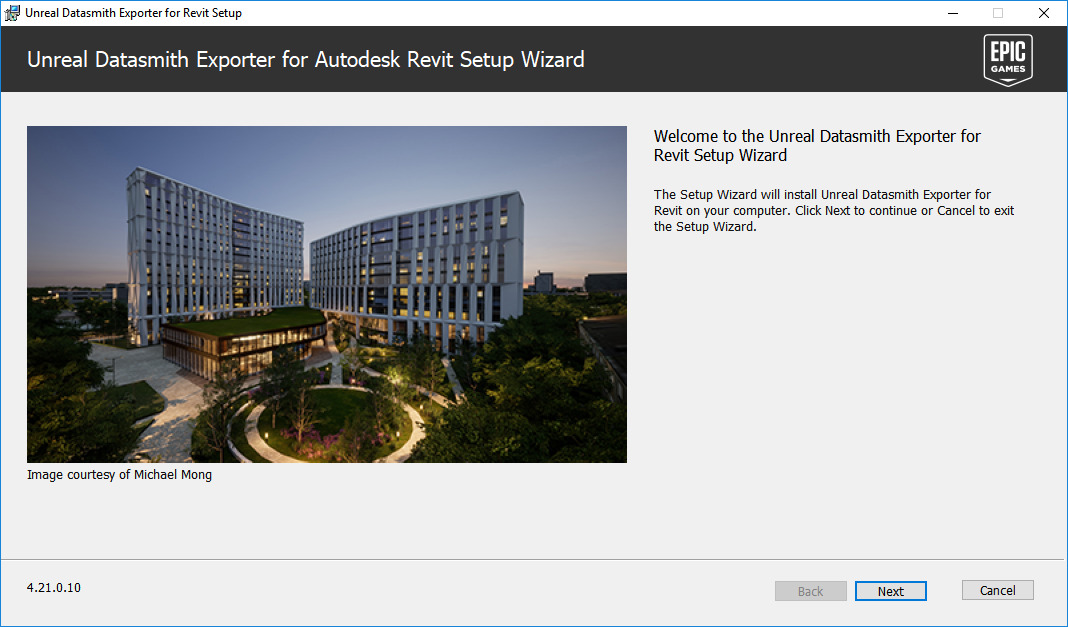 Unreal Datasmith Exporter for Revit Setup
Unreal Datasmith Exporter for Autodesk Revit Setup Wizard
EPIC
GAMES
Welcome to the Unreal Datasmith Exporter for
Revit Setup Wizard
The Setup Wizard will install Unreal Datasmith Exporter for
Revit on your computer. Click Next to continue or Cancel to exit
the Setup Wizard.
Image courtesy of Michael Mong
4.21.0.10
Back
Next
Cancel